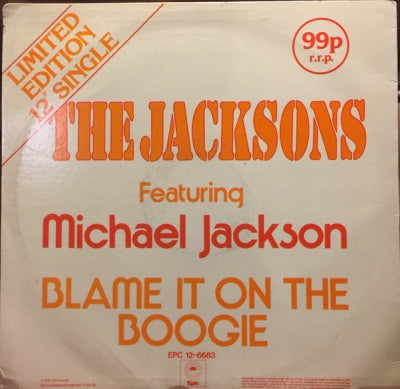 LIMITED
EDITION
12" SINGLE
99p
r.r.p.
THE JACKSONS
Featuring
Michael Jackson
BLAME IT ON THE
BOOGIE
EPC 12-6683
Epic